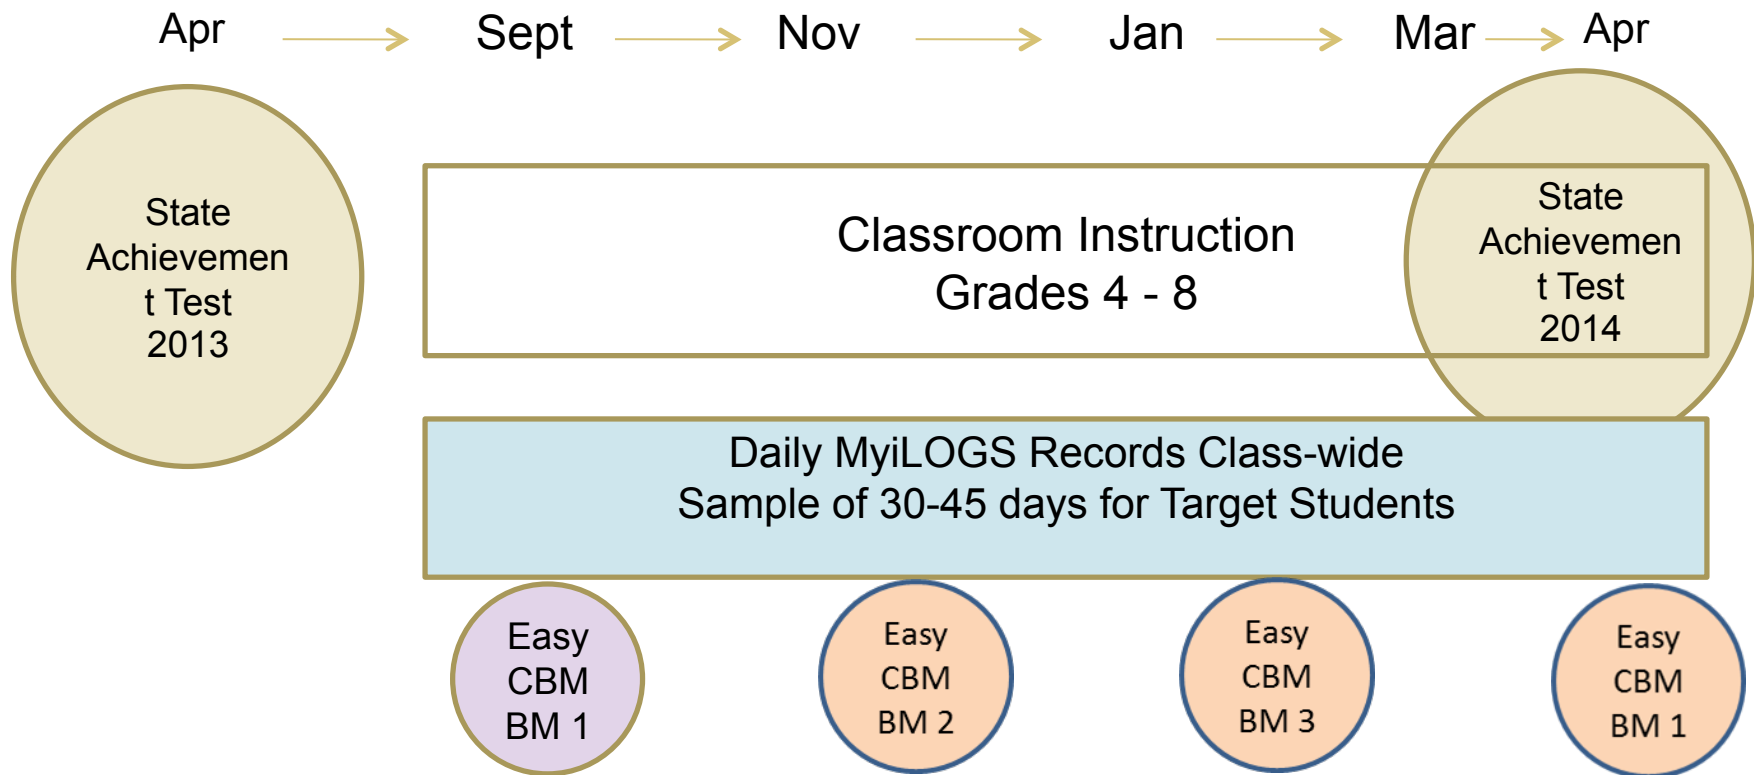 Apr Sept Nov Jan Mar Apr
State
Achievemen
t Test
2013
Classroom Instruction
Grades 4 - 8
State
Achievemen
t Test
2014
Daily MyiLOGS Records Class-wide
Sample of 30-45 days for Target Students
Easy
CBM
BM 1
Easy
CBM
BM 2
Easy
CBM
BM 3
Easy
CBM
BM 1